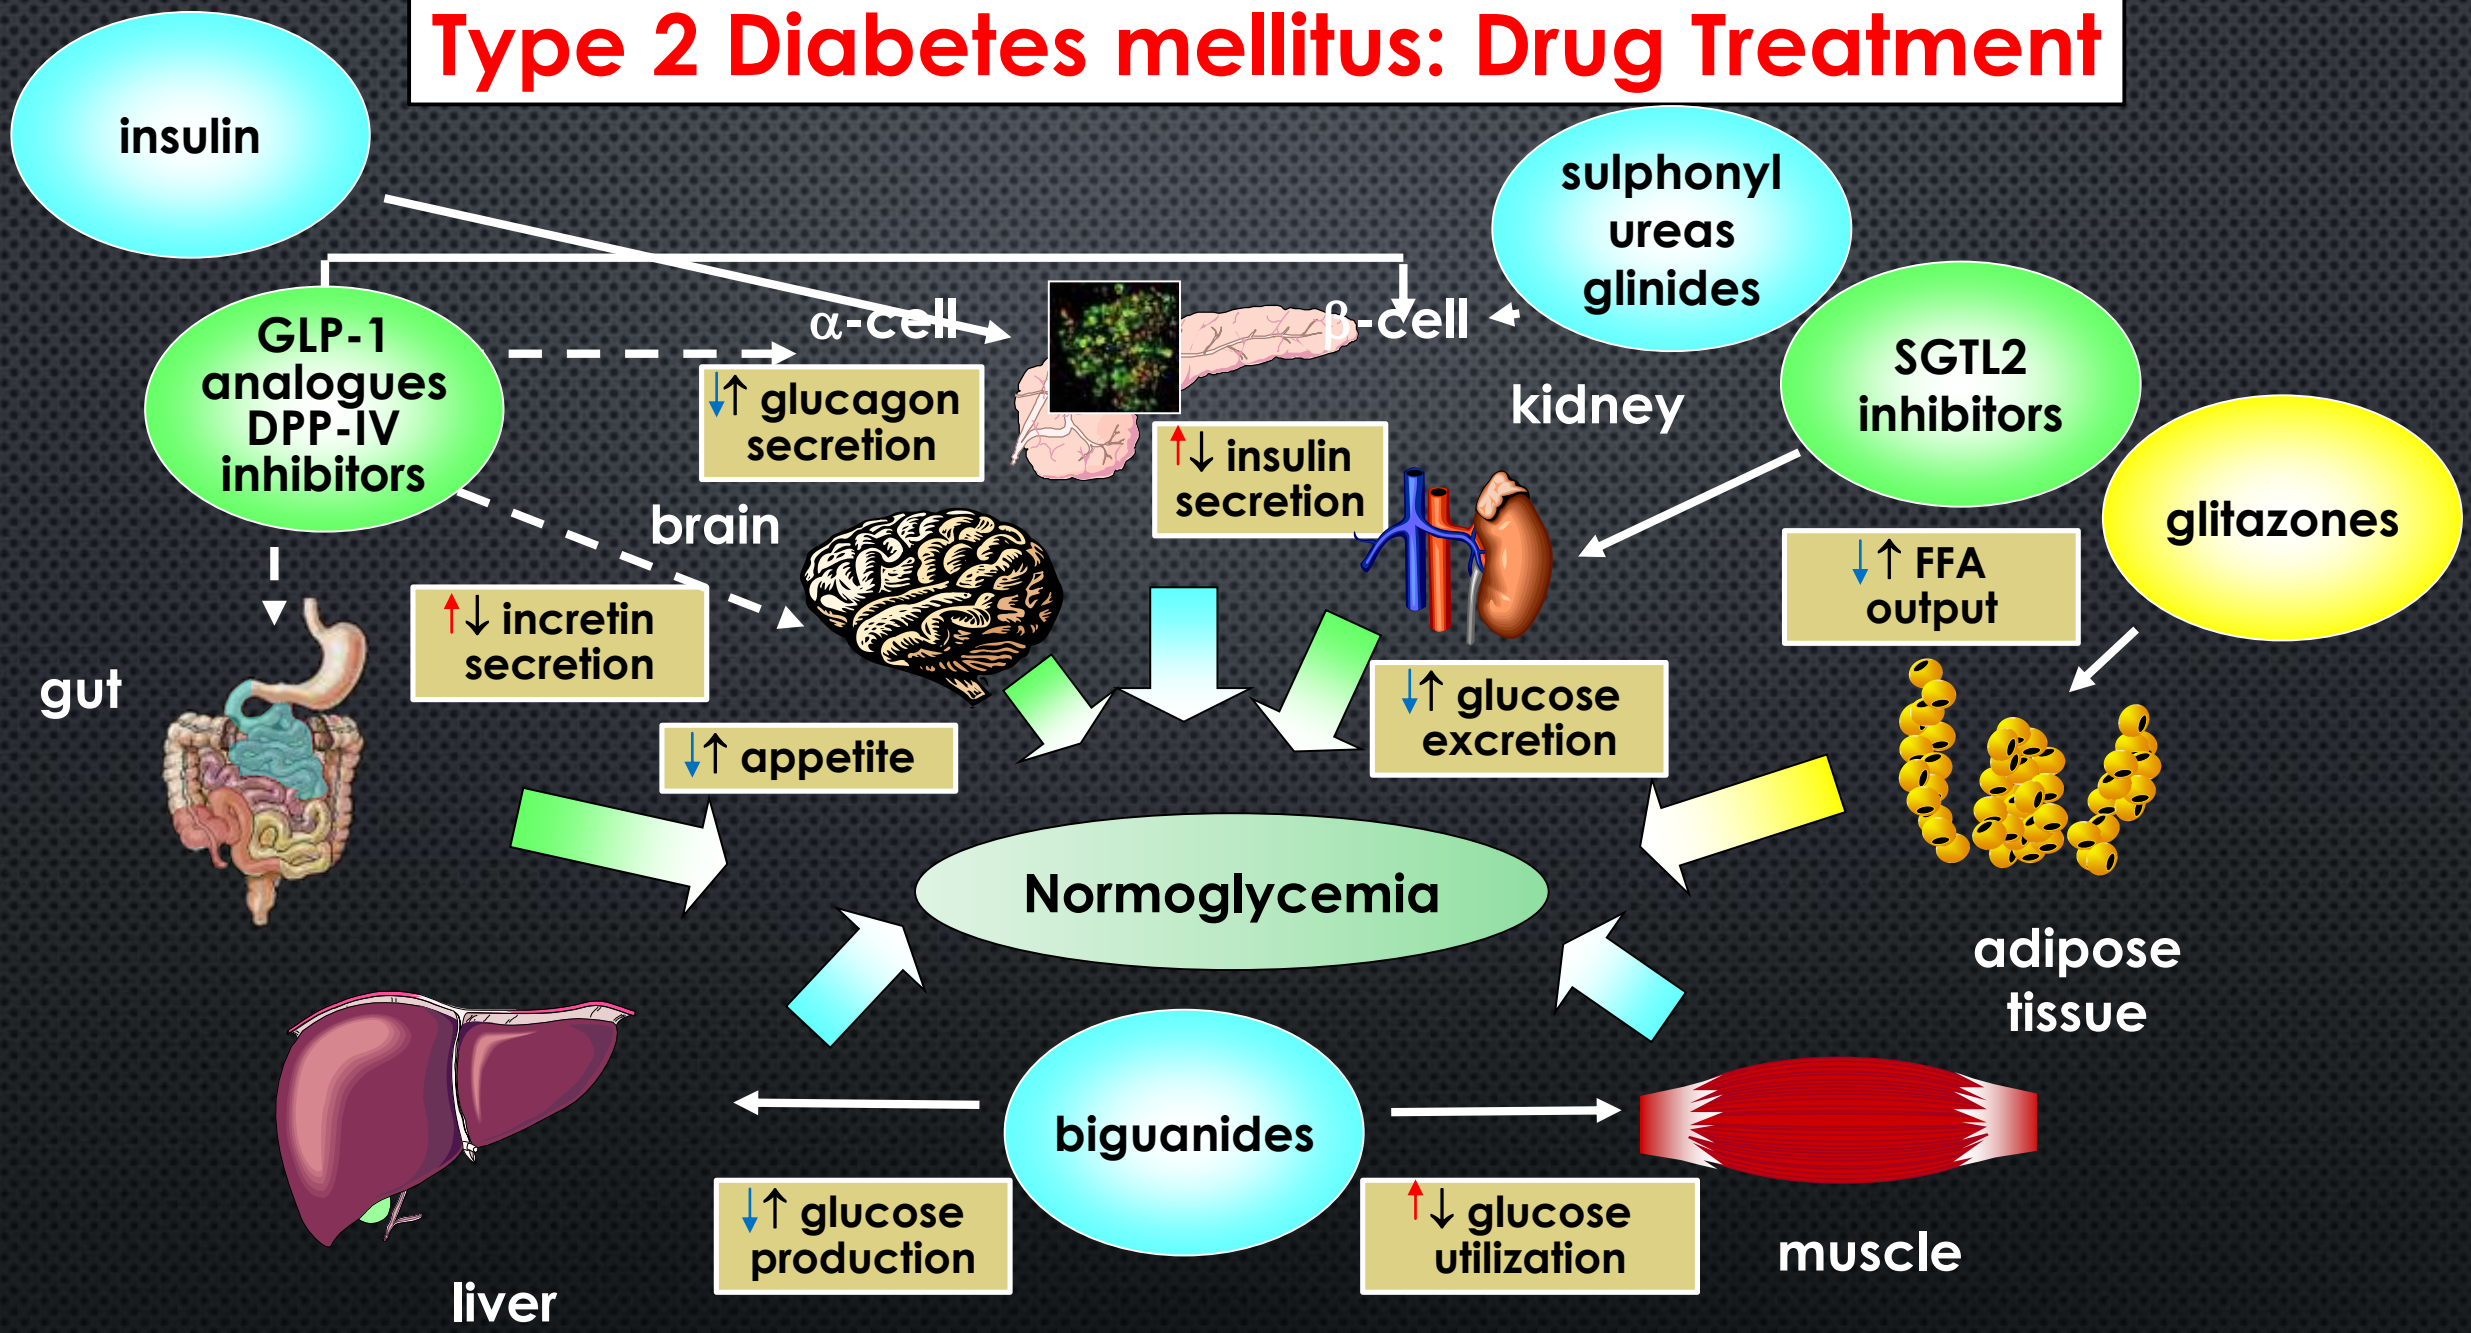 Type 2 Diabetes mellitus: Drug Treatment
insulin
sulphonyl
ureas
glinides
GLP-1
analogues
DPP-IV
inhibitors
α-cell
β-cell
SGTL2
inhibitors
↓↑ glucagon
secretion
kidney
↑↓ insulin
secretion
glitazones
brain
↓↑ FFA
output
↑↓ incretin
secretion
gut
↓↑ glucose
excretion
↓↑ appetite
Normoglycemia
adipose
tissue
biguanides
↓↑ glucose
production
↑↓ glucose
utilization
muscle
liver